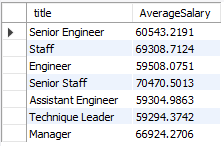 title AverageSalary
Senior Engineer 60543.2191
Staff 69308.7124
Engineer 59508.0751
Senior Staff 70470.5013
Assistant Engineer 59304.9863
Technique Leader 59294.3742
Manager 66924.2706